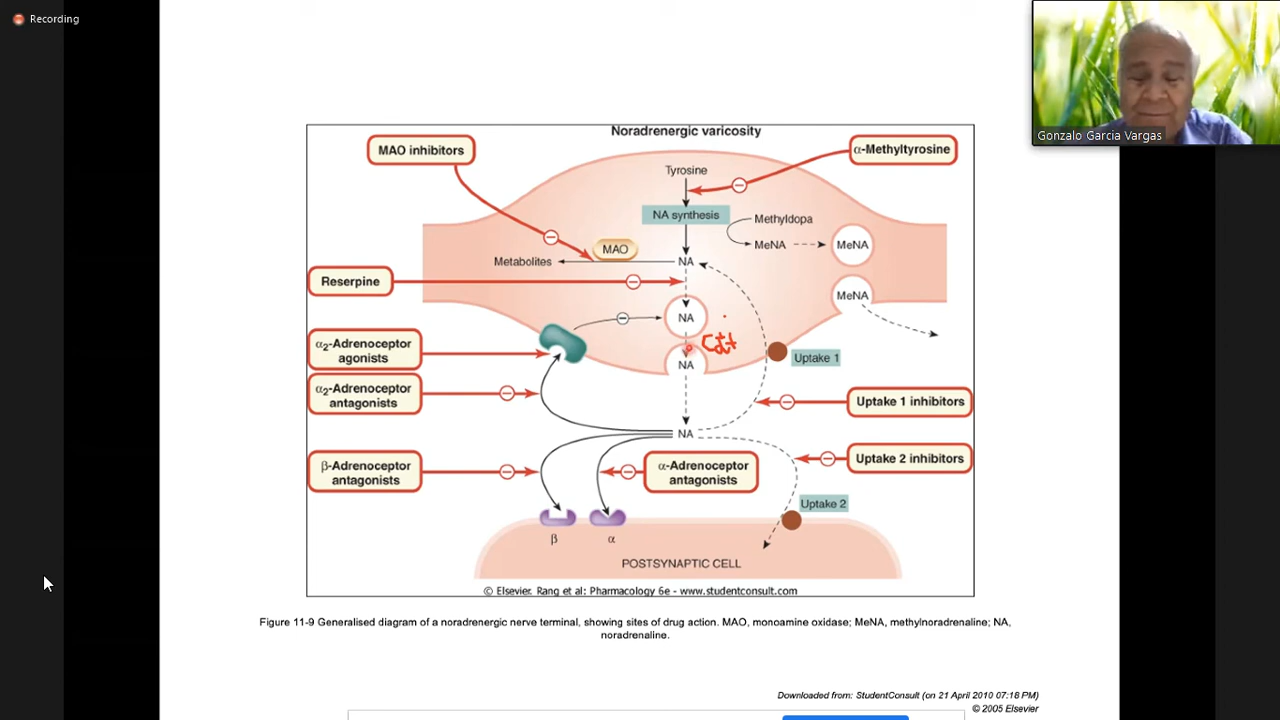 Recording
Gonzalo Garcia Vargas
Noradrenergic varicosity
MAO inhibitors
α-Methyltyrosine
Tyrosine
NA synthesis
Methyldopa
MeNA
MeNA
MAO
Metabolites
NA
Reserpine
MeNA
NA
α2-Adrenoceptor
agonists
Ca2+
NA
Uptake 1
α2-Adrenoceptor
antagonists
Uptake 1 inhibitors
NA
β-Adrenoceptor
antagonists
α-Adrenoceptor
antagonists
Uptake 2 inhibitors
Uptake 2
β
α
POSTSYNAPTIC CELL
© Elsevier. Rang et al: Pharmacology 6e - www.studentconsult.com
Figure 11-9 Generalised diagram of a noradrenergic nerve terminal, showing sites of drug action. MAO, monoamine oxidase; MeNA, methylnoradrenaline; NA,
noradrenaline.
Downloaded from: StudentConsult (on 21 April 2010 07:18 PM)
© 2005 Elsevier